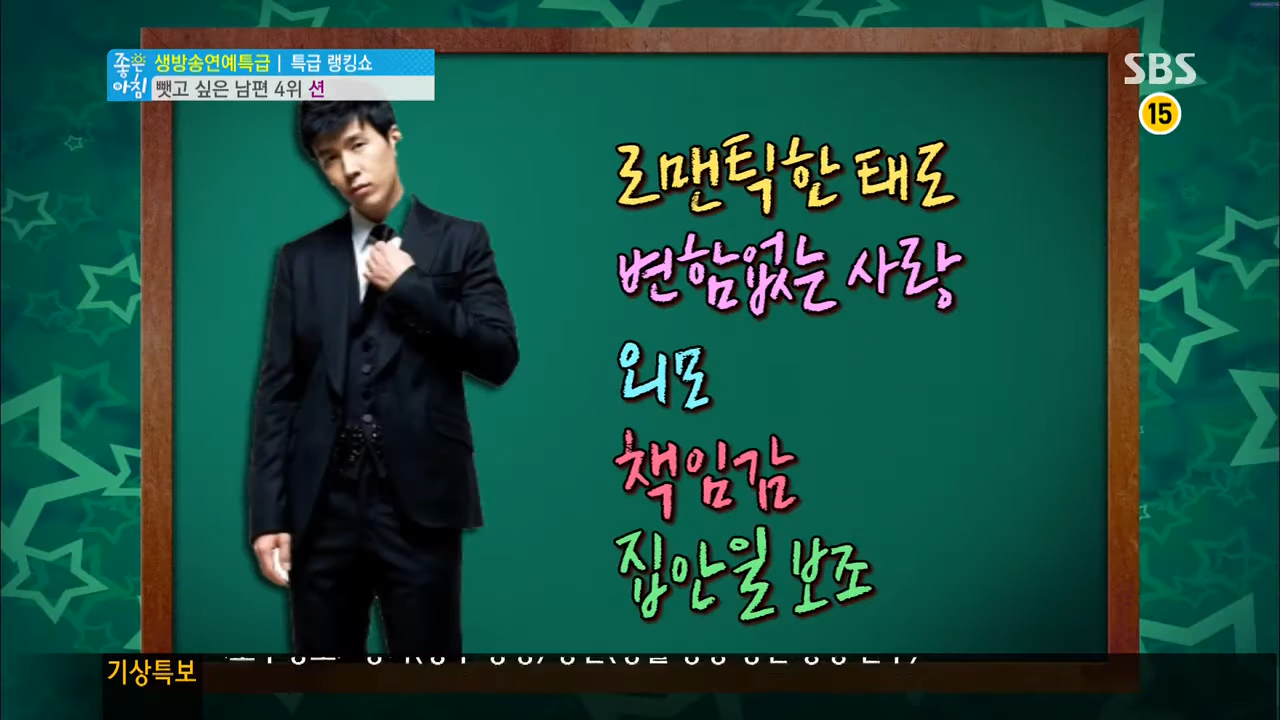 좋은
아침
생방송연예특급 | 특급 랭킹쇼
뺏고 싶은 남편 4위 션
SBS
15
로맨틱한 태도
변함없는 사랑
외모
책임감
집안일 보조
기상특보